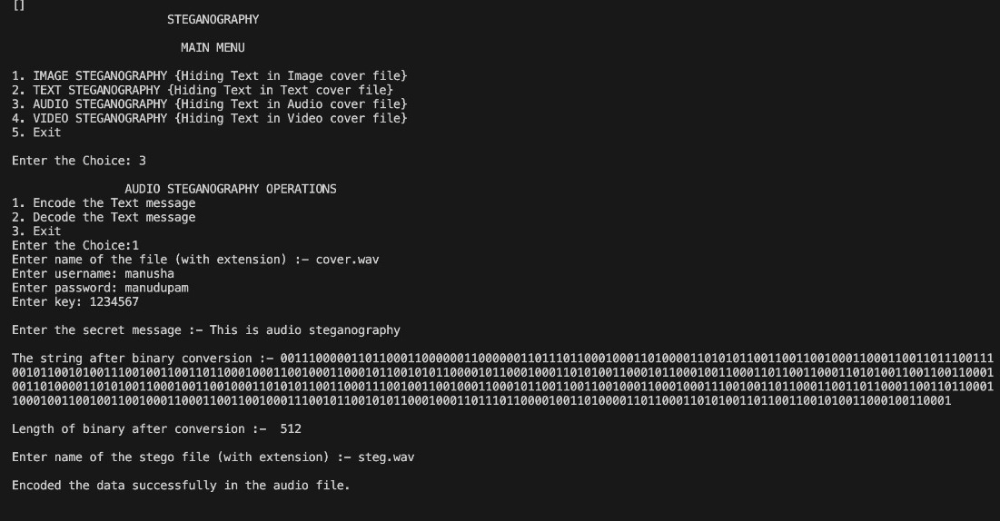 []
STEGANOGRAPHY
MAIN MENU
1. IMAGE STEGANOGRAPHY {Hiding Text in Image cover file}
2. TEXT STEGANOGRAPHY {Hiding Text in Text cover file}
3. AUDIO STEGANOGRAPHY {Hiding Text in Audio cover file}
4. VIDEO STEGANOGRAPHY {Hiding Text in Video cover file}
5. Exit
Enter the Choice: 3
AUDIO STEGANOGRAPHY OPERATIONS
1. Encode the Text message
2. Decode the Text message
3. Exit
Enter the Choice:1
Enter name of the file (with extension) :- cover.wav
Enter username: manusha
Enter password: manudupam
Enter key: 1234567
Enter the secret message :- This is audio steganography
The string after binary conversion :-
Length of binary after conversion :-  512
Enter name of the stego file (with extension) :- steg.wav
Encoded the data successfully in the audio file.